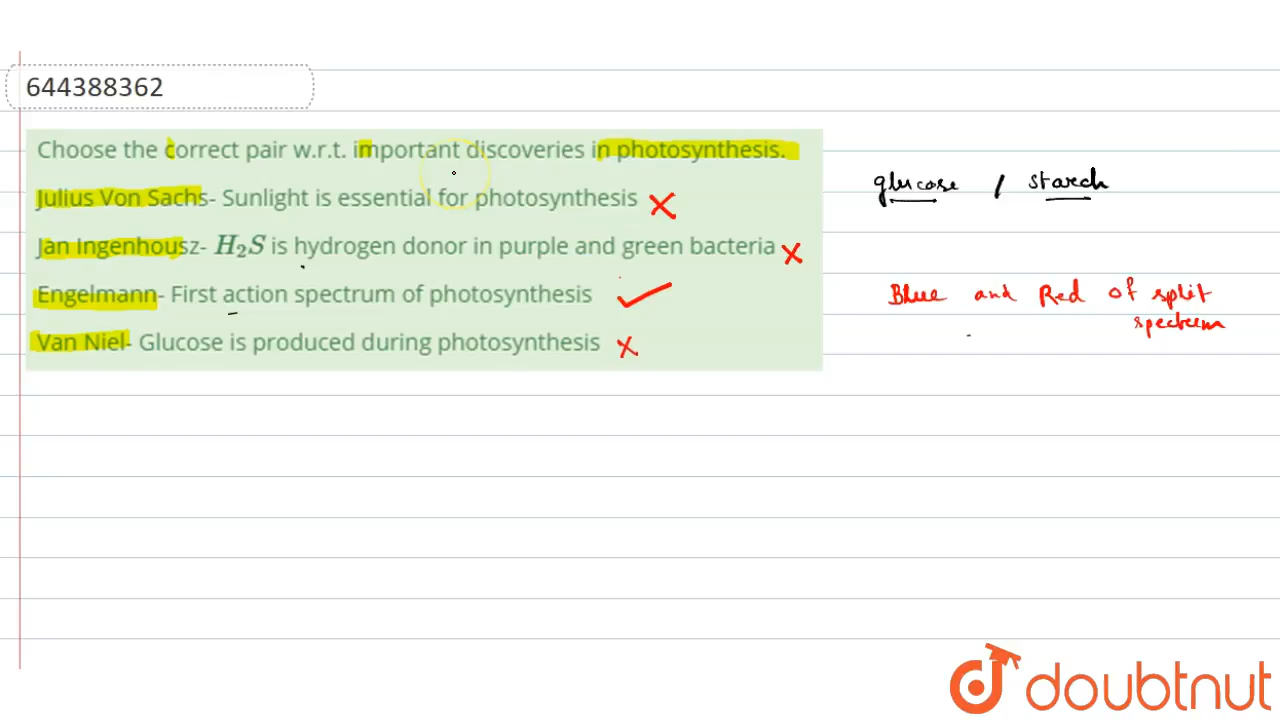 644388362
Choose the correct pair w.r.t. important discoveries in photosynthesis.
Julius Von Sachs- Sunlight is essential for photosynthesis
glucose / starch
Jan Ingenhousz- H₂S is hydrogen donor in purple and green bacteria
Engelmann- First action spectrum of photosynthesis
Blue and Red of split
spectrum
Van Niel- Glucose is produced during photosynthesis
doubtnut